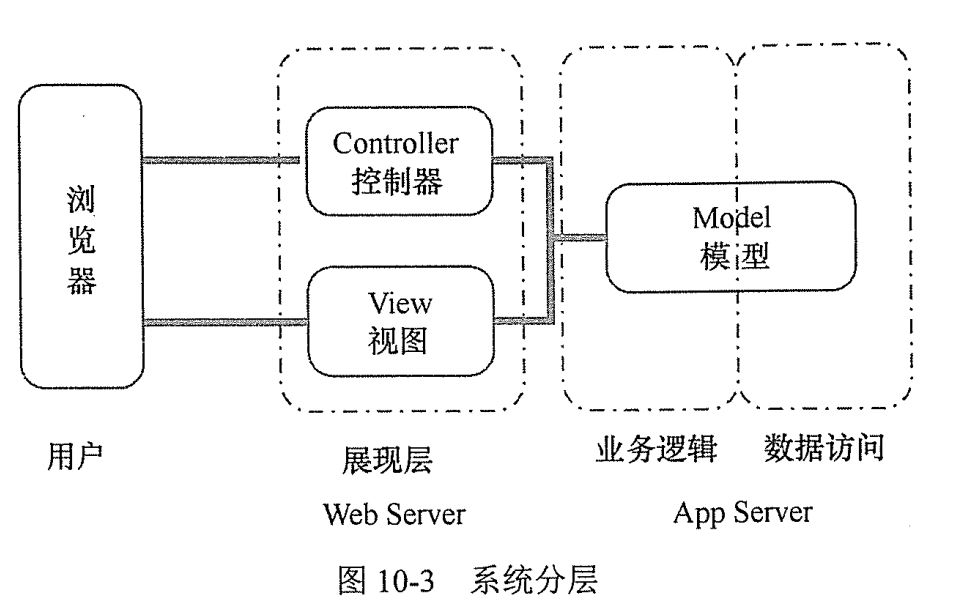 浏览器
Controller
控制器
View
视图
Model
模型
用户
展现层
业务逻辑
数据访问
Web Server
App Server
图 10-3 系统分层